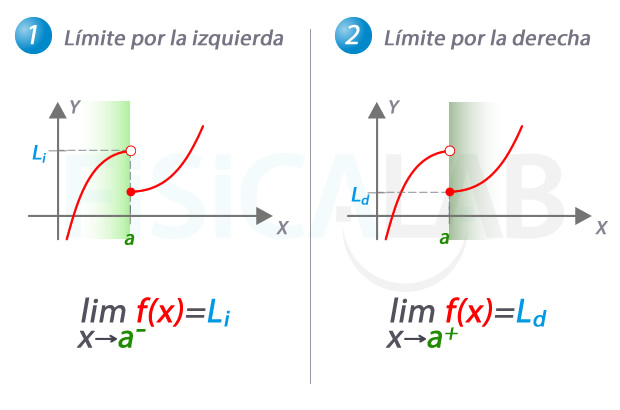 1 Límite por la izquierda
Y
Li
X
a
lim f(x)=Li
x→a-
2 Límite por la derecha
Y
Ld
X
a
lim f(x)=Ld
x→a+
FISICALAB